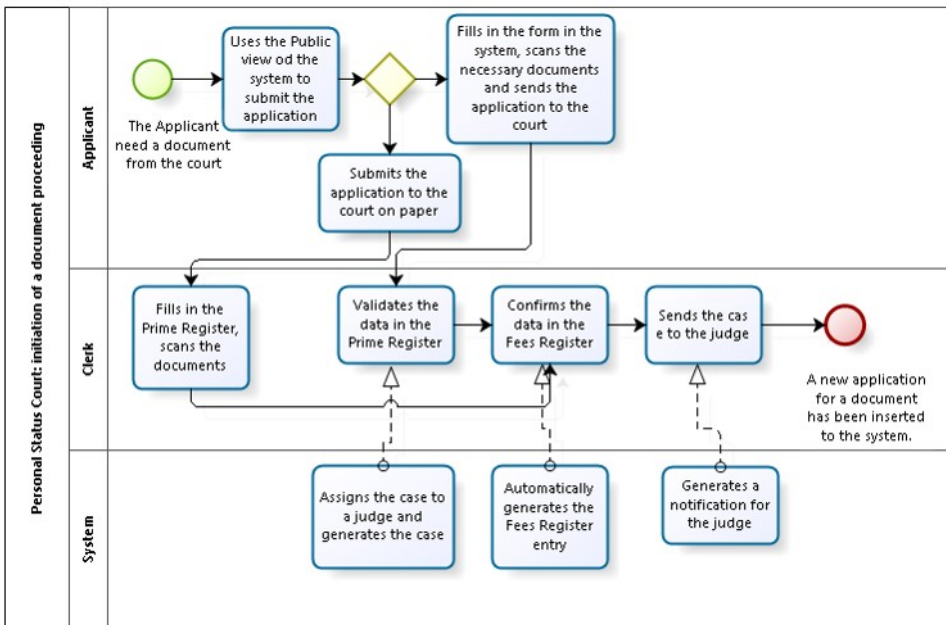 Personal Status Court: initiation of a document proceeding
Applicant
The Applicant
need a document
from the court
Uses the Public
view od the
system to
submit the
application
Fills in the form in the
system, scans the
necessary documents
and sends the
application to the
court
Submits the
application to the
court on paper
Clerk
Fills in the
Prime Register,
scans the
documents
Validates the
data in the
Prime Register
Confirms the
data in the
Fees Register
Sends the cas
e to the judge
A new application
for a document
has been inserted
to the system.
System
Assigns the case to
a judge and
generates the case
Automatically
generates the
Fees Register
entry
Generates a
notification for
the judge